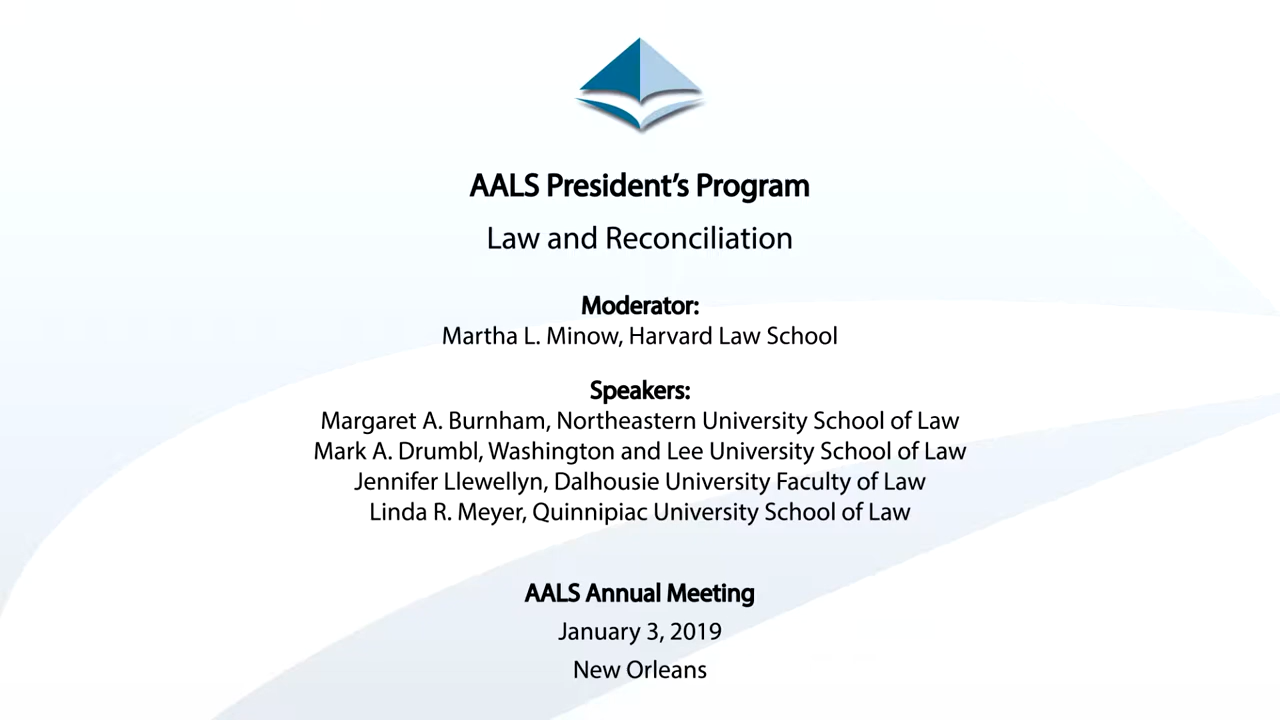 AALS President’s Program
Law and Reconciliation
Moderator:
Martha L. Minow, Harvard Law School
Speakers:
Margaret A. Burnham, Northeastern University School of Law
Mark A. Drumbl, Washington and Lee University School of Law
Jennifer Llewellyn, Dalhousie University Faculty of Law
Linda R. Meyer, Quinnipiac University School of Law
AALS Annual Meeting
January 3, 2019
New Orleans